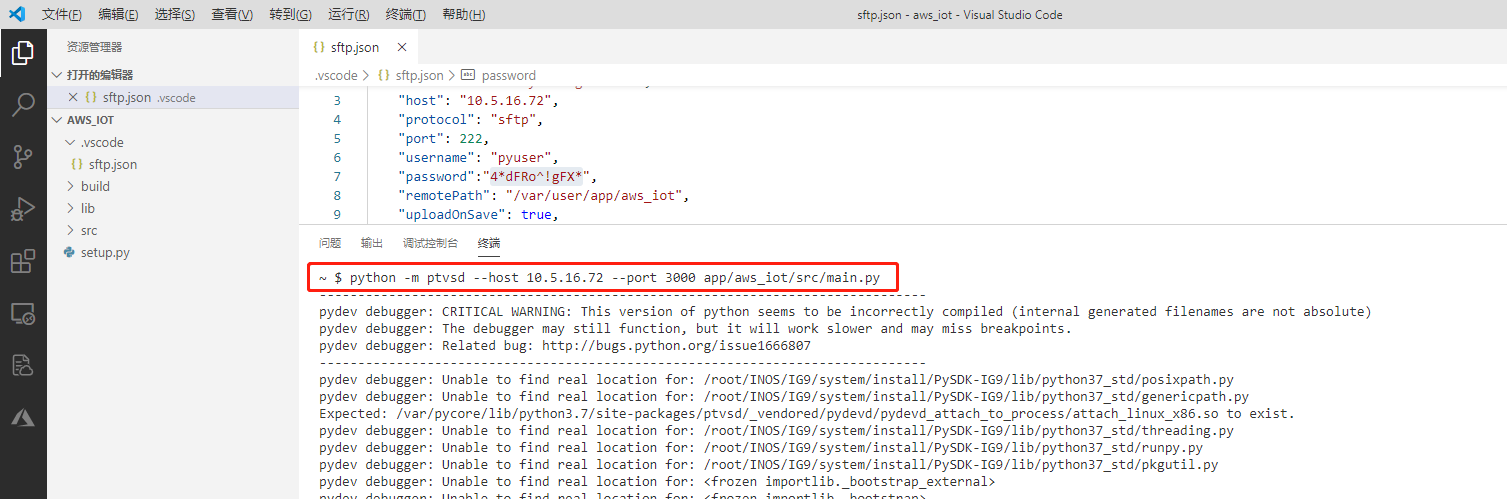 文件(F) 编辑(E) 选择(S) 查看(V) 转到(G) 运行(R) 终端(T) 帮助(H) sftp.json - aws_iot - Visual Studio Code
资源管理器
打开的编辑器
sftp.json .vscode
AWS_IOT
.vscode
sftp.json
build
lib
src
setup.py
{} sftp.json
.vscode > {} sftp.json > abc password
3 "host": "10.5.16.72",
4 "protocol": "sftp",
5 "port": 222,
6 "username": "pyuser",
7 "password":"4*dFRo^!gFX*",
8 "remotePath": "/var/user/app/aws_iot",
9 "uploadOnSave": true,
问题 输出 调试控制台 终端
~ $ python -m ptvsd --host 10.5.16.72 --port 3000 app/aws_iot/src/main.py
-------------------------------------------------------------------------------
pydev debugger: CRITICAL WARNING: This version of python seems to be incorrectly compiled (internal generated filenames are not absolute)
pydev debugger: The debugger may still function, but it will work slower and may miss breakpoints.
pydev debugger: Related bug: http://bugs.python.org/issue1666807
-------------------------------------------------------------------------------
pydev debugger: Unable to find real location for: /root/INOS/IG9/system/install/PySDK-IG9/lib/python37_std/posixpath.py
pydev debugger: Unable to find real location for: /root/INOS/IG9/system/install/PySDK-IG9/lib/python37_std/genericpath.py
Expected: /var/pycore/lib/python3.7/site-packages/ptvsd/_vendored/pydevd/pydevd_attach_to_process/attach_linux_x86.so to exist.
pydev debugger: Unable to find real location for: /root/INOS/IG9/system/install/PySDK-IG9/lib/python37_std/threading.py
pydev debugger: Unable to find real location for: /root/INOS/IG9/system/install/PySDK-IG9/lib/python37_std/runpy.py
pydev debugger: Unable to find real location for: /root/INOS/IG9/system/install/PySDK-IG9/lib/python37_std/pkgutil.py
pydev debugger: Unable to find real location for: <frozen importlib._bootstrap_external>
pydev debugger: Unable to find real location for: <frozen importlib._bootstrap>